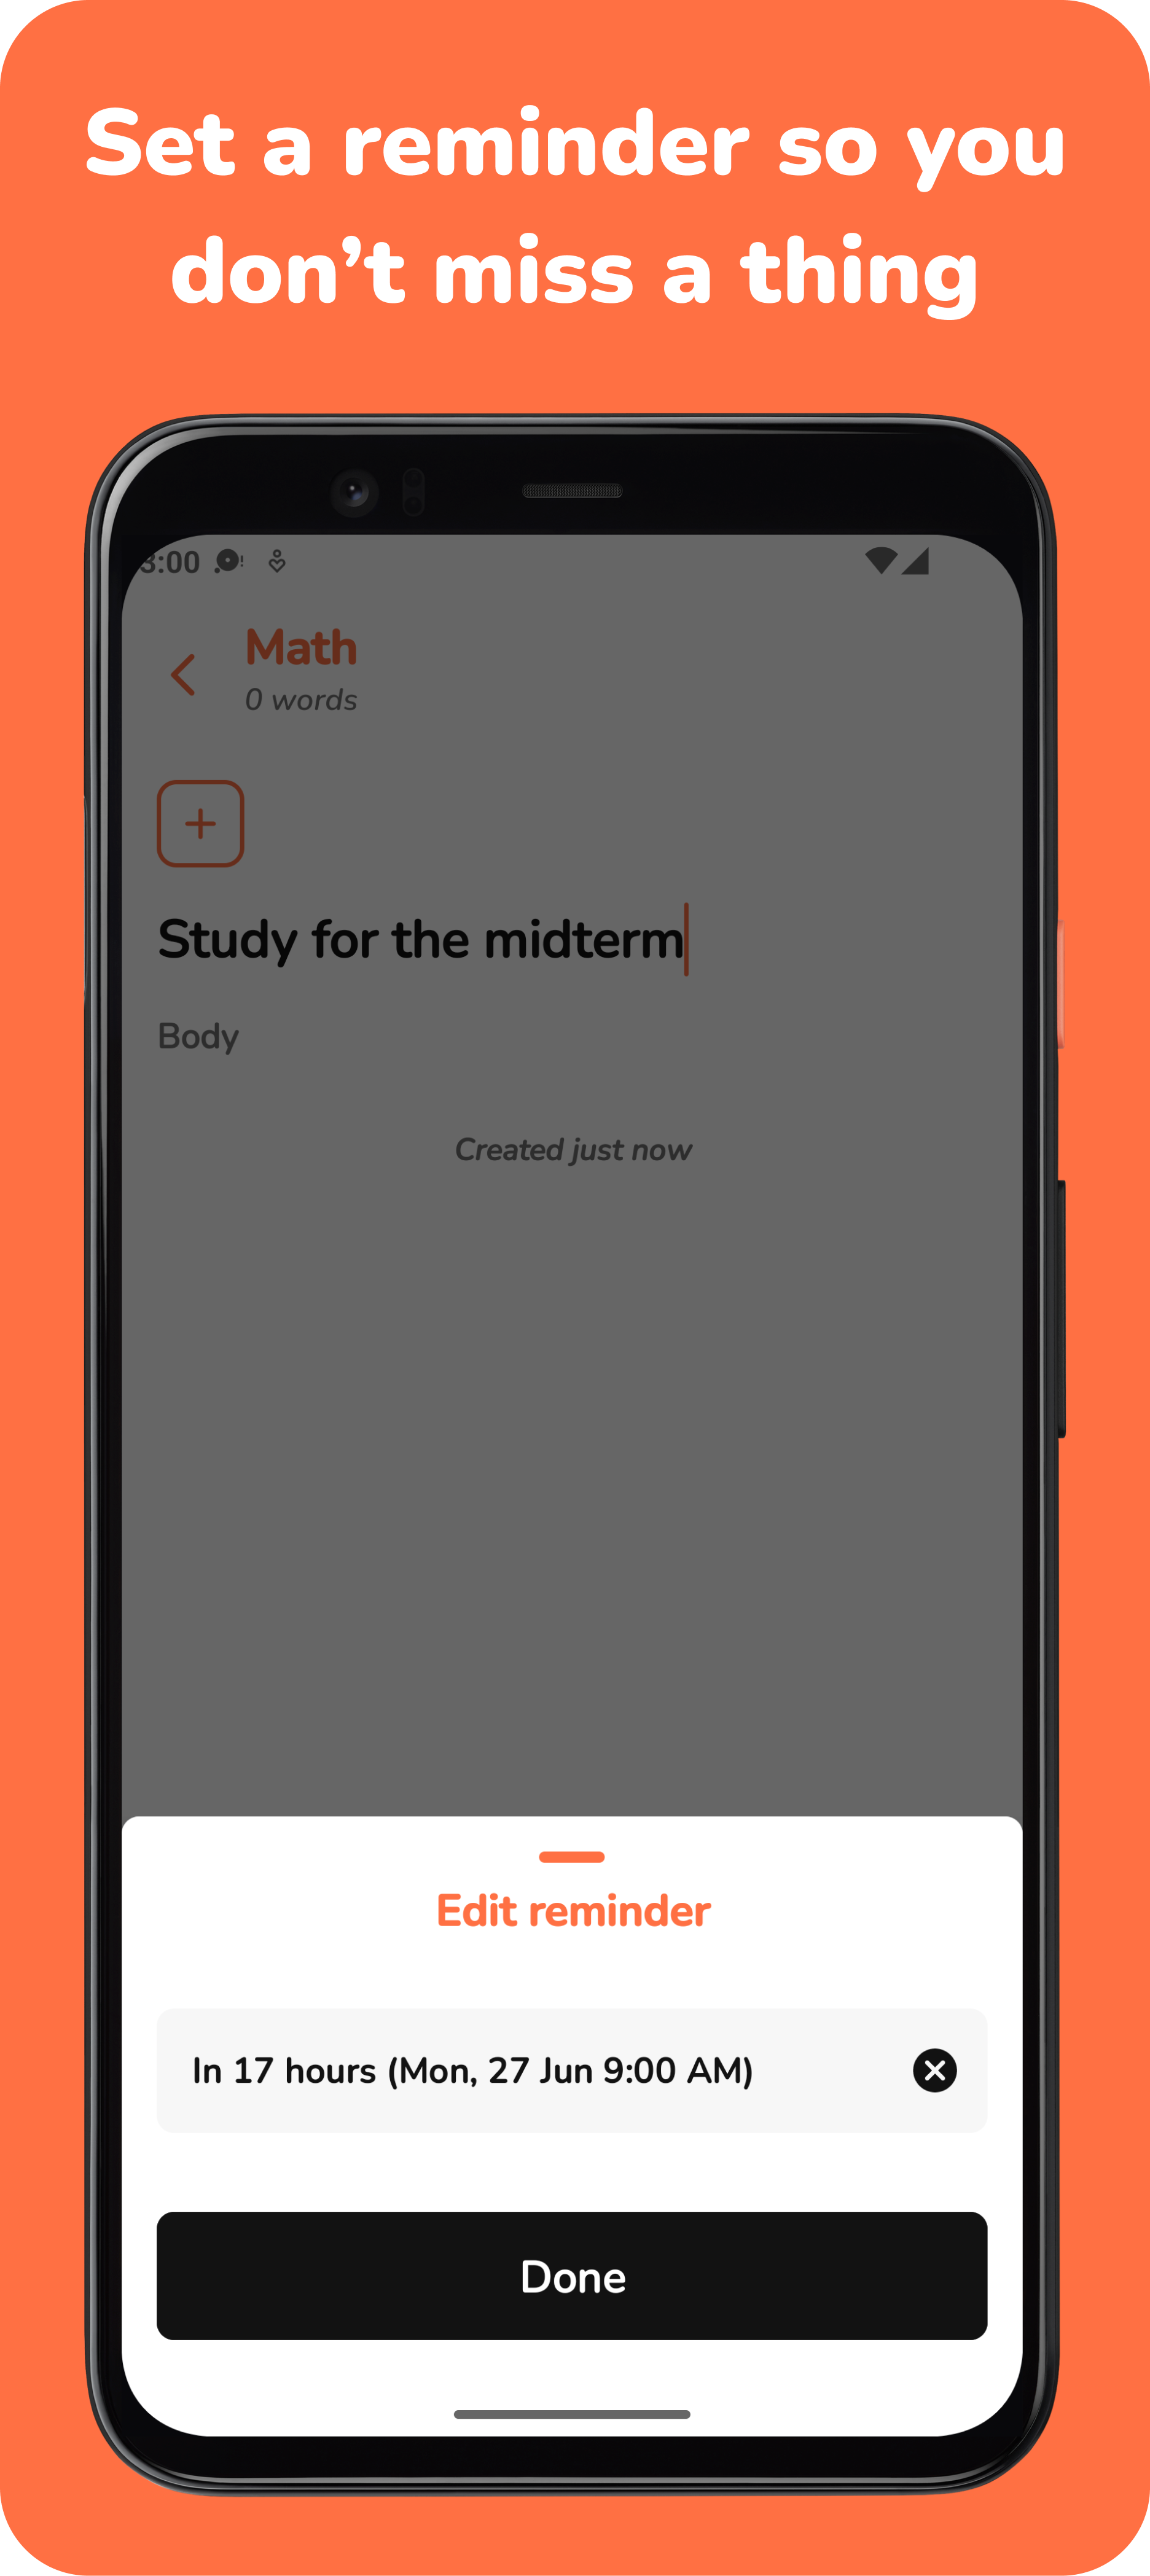 Set a reminder so you
don’t miss a thing
3:00
Math
0 words
Study for the midterm
Body
Created just now
Edit reminder
In 17 hours (Mon, 27 Jun 9:00 AM)
Done